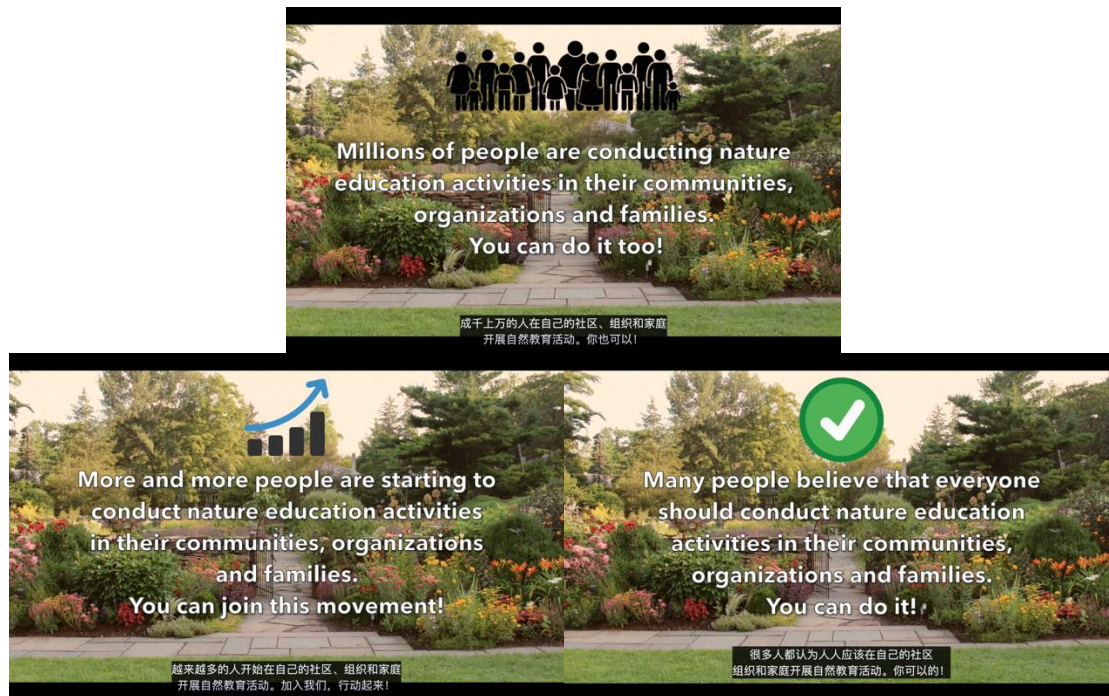 Millions of people are conducting nature
education activities in their communities,
organizations and families.
You can do it too!
成千上万的人在自己的社区、组织和家庭
开展自然教育活动。你也可以!
More and more people are starting to
conduct nature education activities
in their communities, organizations
and families.
You can join this movement!
越来越多的人开始在自己的社区、组织和家庭
开展自然教育活动。加入我们，行动起来!
Many people believe that everyone
should conduct nature education
activities in their communities,
organizations and families.
You can do it!
很多人都认为人人应该在自己的社区
组织和家庭开展自然教育活动。你可以的!